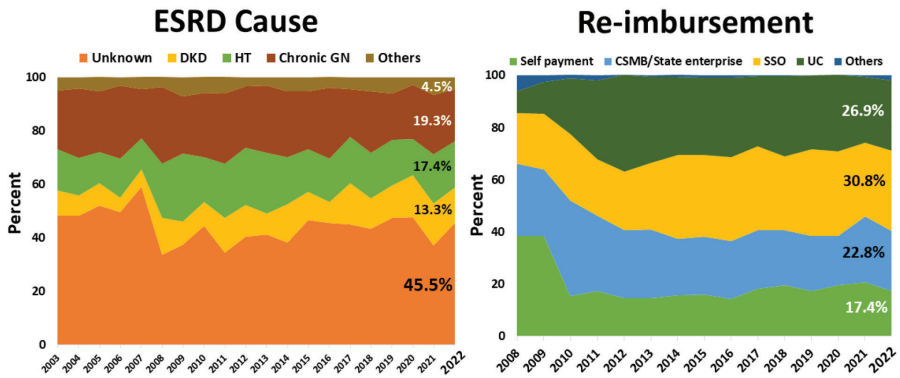 ESRD Cause
Unknown DKD HT Chronic GN Others
Percent
100
80
60
40
20
0
4.5%
19.3%
17.4%
13.3%
45.5%
2003 2004 2005 2006 2007 2008 2009 2010 2011 2012 2013 2014 2015 2016 2017 2018 2019 2020 2021 2022
Re-imbursement
Self payment CSMB/State enterprise SSO UC Others
Percent
100
80
60
40
20
0
26.9%
30.8%
22.8%
17.4%
2008 2009 2010 2011 2012 2013 2014 2015 2016 2017 2018 2019 2020 2021 2022